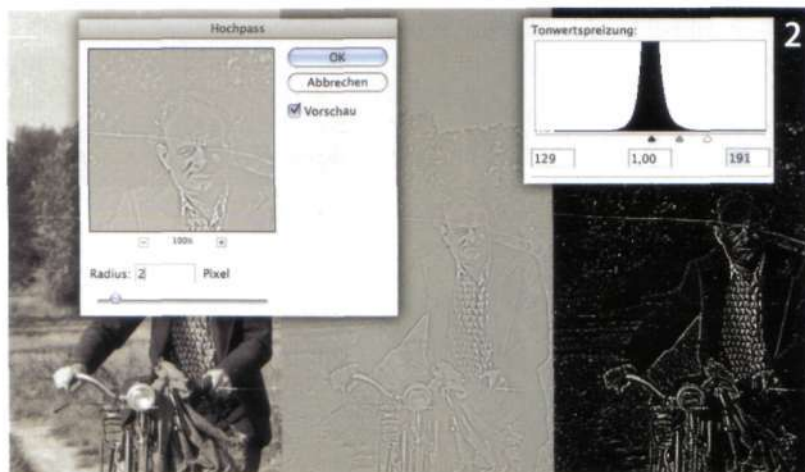 Hochpass
OK
Abbrechen
Vorschau
100%
Radius: 2 Pixel
Tonwertspreizung:
129 1,00 191
2